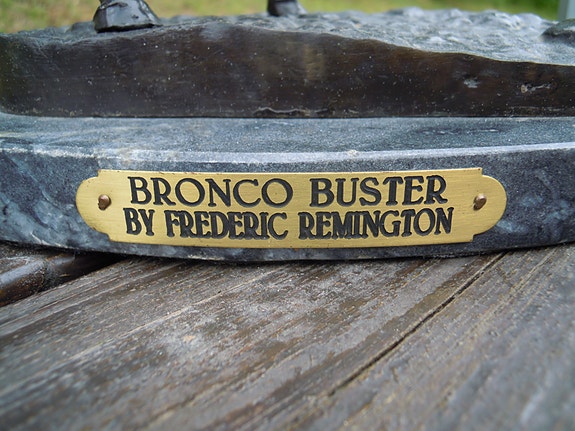 BRONCO BUSTER
BY FREDERIC REMINGTON